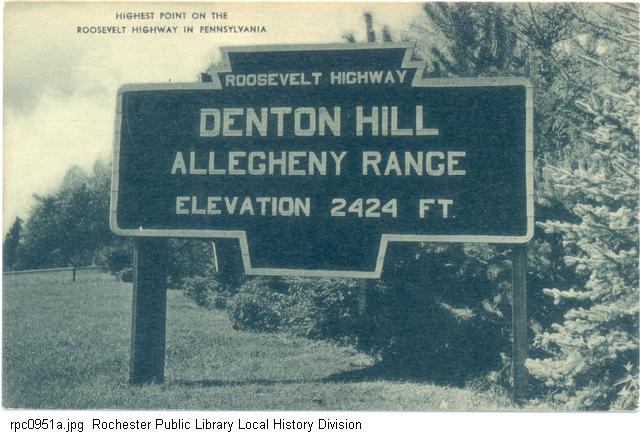 HIGHEST POINT ON THE
ROOSEVELT HIGHWAY IN PENNSYLVANIA
ROOSEVELT HIGHWAY
DENTON HILL
ALLEGHENY RANGE
ELEVATION 2424 FT.
rpc0951a.jpg Rochester Public Library Local History Division